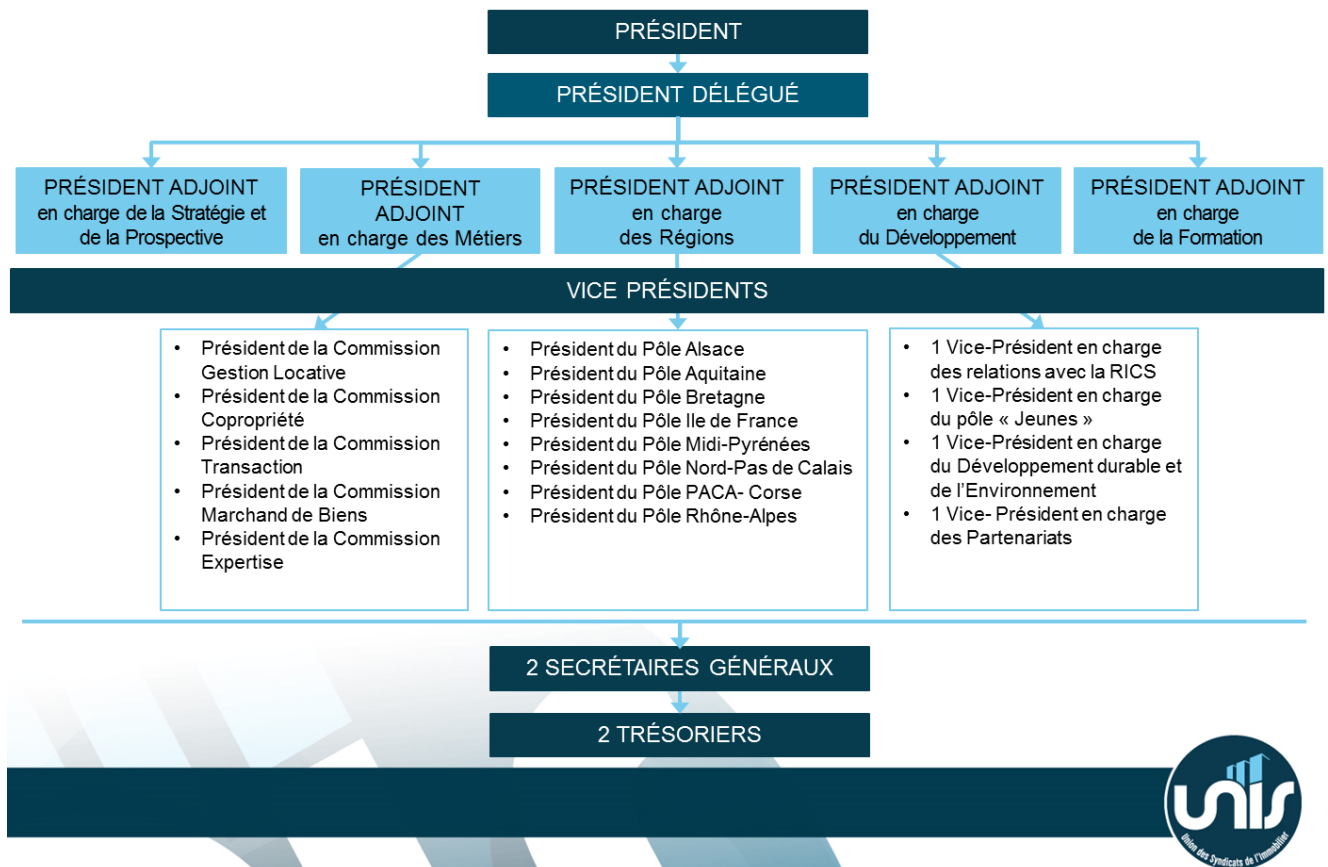 PRÉSIDENT
PRÉSIDENT DÉLÉGUÉ
PRÉSIDENT ADJOINT
en charge de la Stratégie et
de la Prospective
PRÉSIDENT
ADJOINT
en charge des Métiers
PRÉSIDENT ADJOINT
en charge
des Régions
PRÉSIDENT ADJOINT
en charge
du Développement
PRÉSIDENT ADJOINT
en charge
de la Formation
VICE PRÉSIDENTS
• Président de la Commission
Gestion Locative
• Président de la Commission
Copropriété
• Président de la Commission
Transaction
• Président de la Commission
Marchand de Biens
• Président de la Commission
Expertise
• Président du Pôle Alsace
• Président du Pôle Aquitaine
• Président du Pôle Bretagne
• Président du Pôle Ile de France
• Président du Pôle Midi-Pyrénées
• Président du Pôle Nord-Pas de Calais
• Président du Pôle PACA- Corse
• Président du Pôle Rhône-Alpes
• 1 Vice-Président en charge
des relations avec la RICS
• 1 Vice-Président en charge
du pôle « Jeunes »
• 1 Vice-Président en charge
du Développement durable et
de l’Environnement
• 1 Vice- Président en charge
des Partenariats
2 SECRÉTAIRES GÉNÉRAUX
2 TRÉSORIERS
unis
Union des Syndicats de l'Immobilier